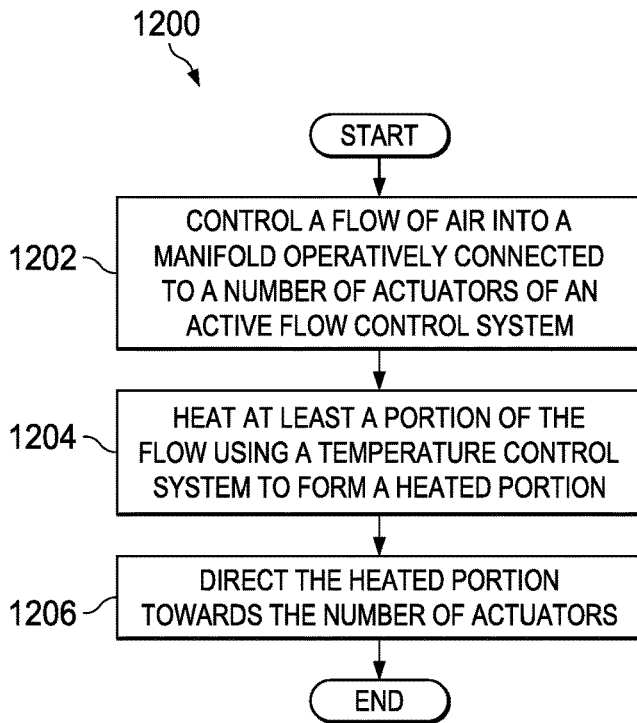 1200
START
1202
CONTROL A FLOW OF AIR INTO A
MANIFOLD OPERATIVELY CONNECTED
TO A NUMBER OF ACTUATORS OF AN
ACTIVE FLOW CONTROL SYSTEM
1204
HEAT AT LEAST A PORTION OF THE
FLOW USING A TEMPERATURE CONTROL
SYSTEM TO FORM A HEATED PORTION
1206
DIRECT THE HEATED PORTION
TOWARDS THE NUMBER OF ACTUATORS
END